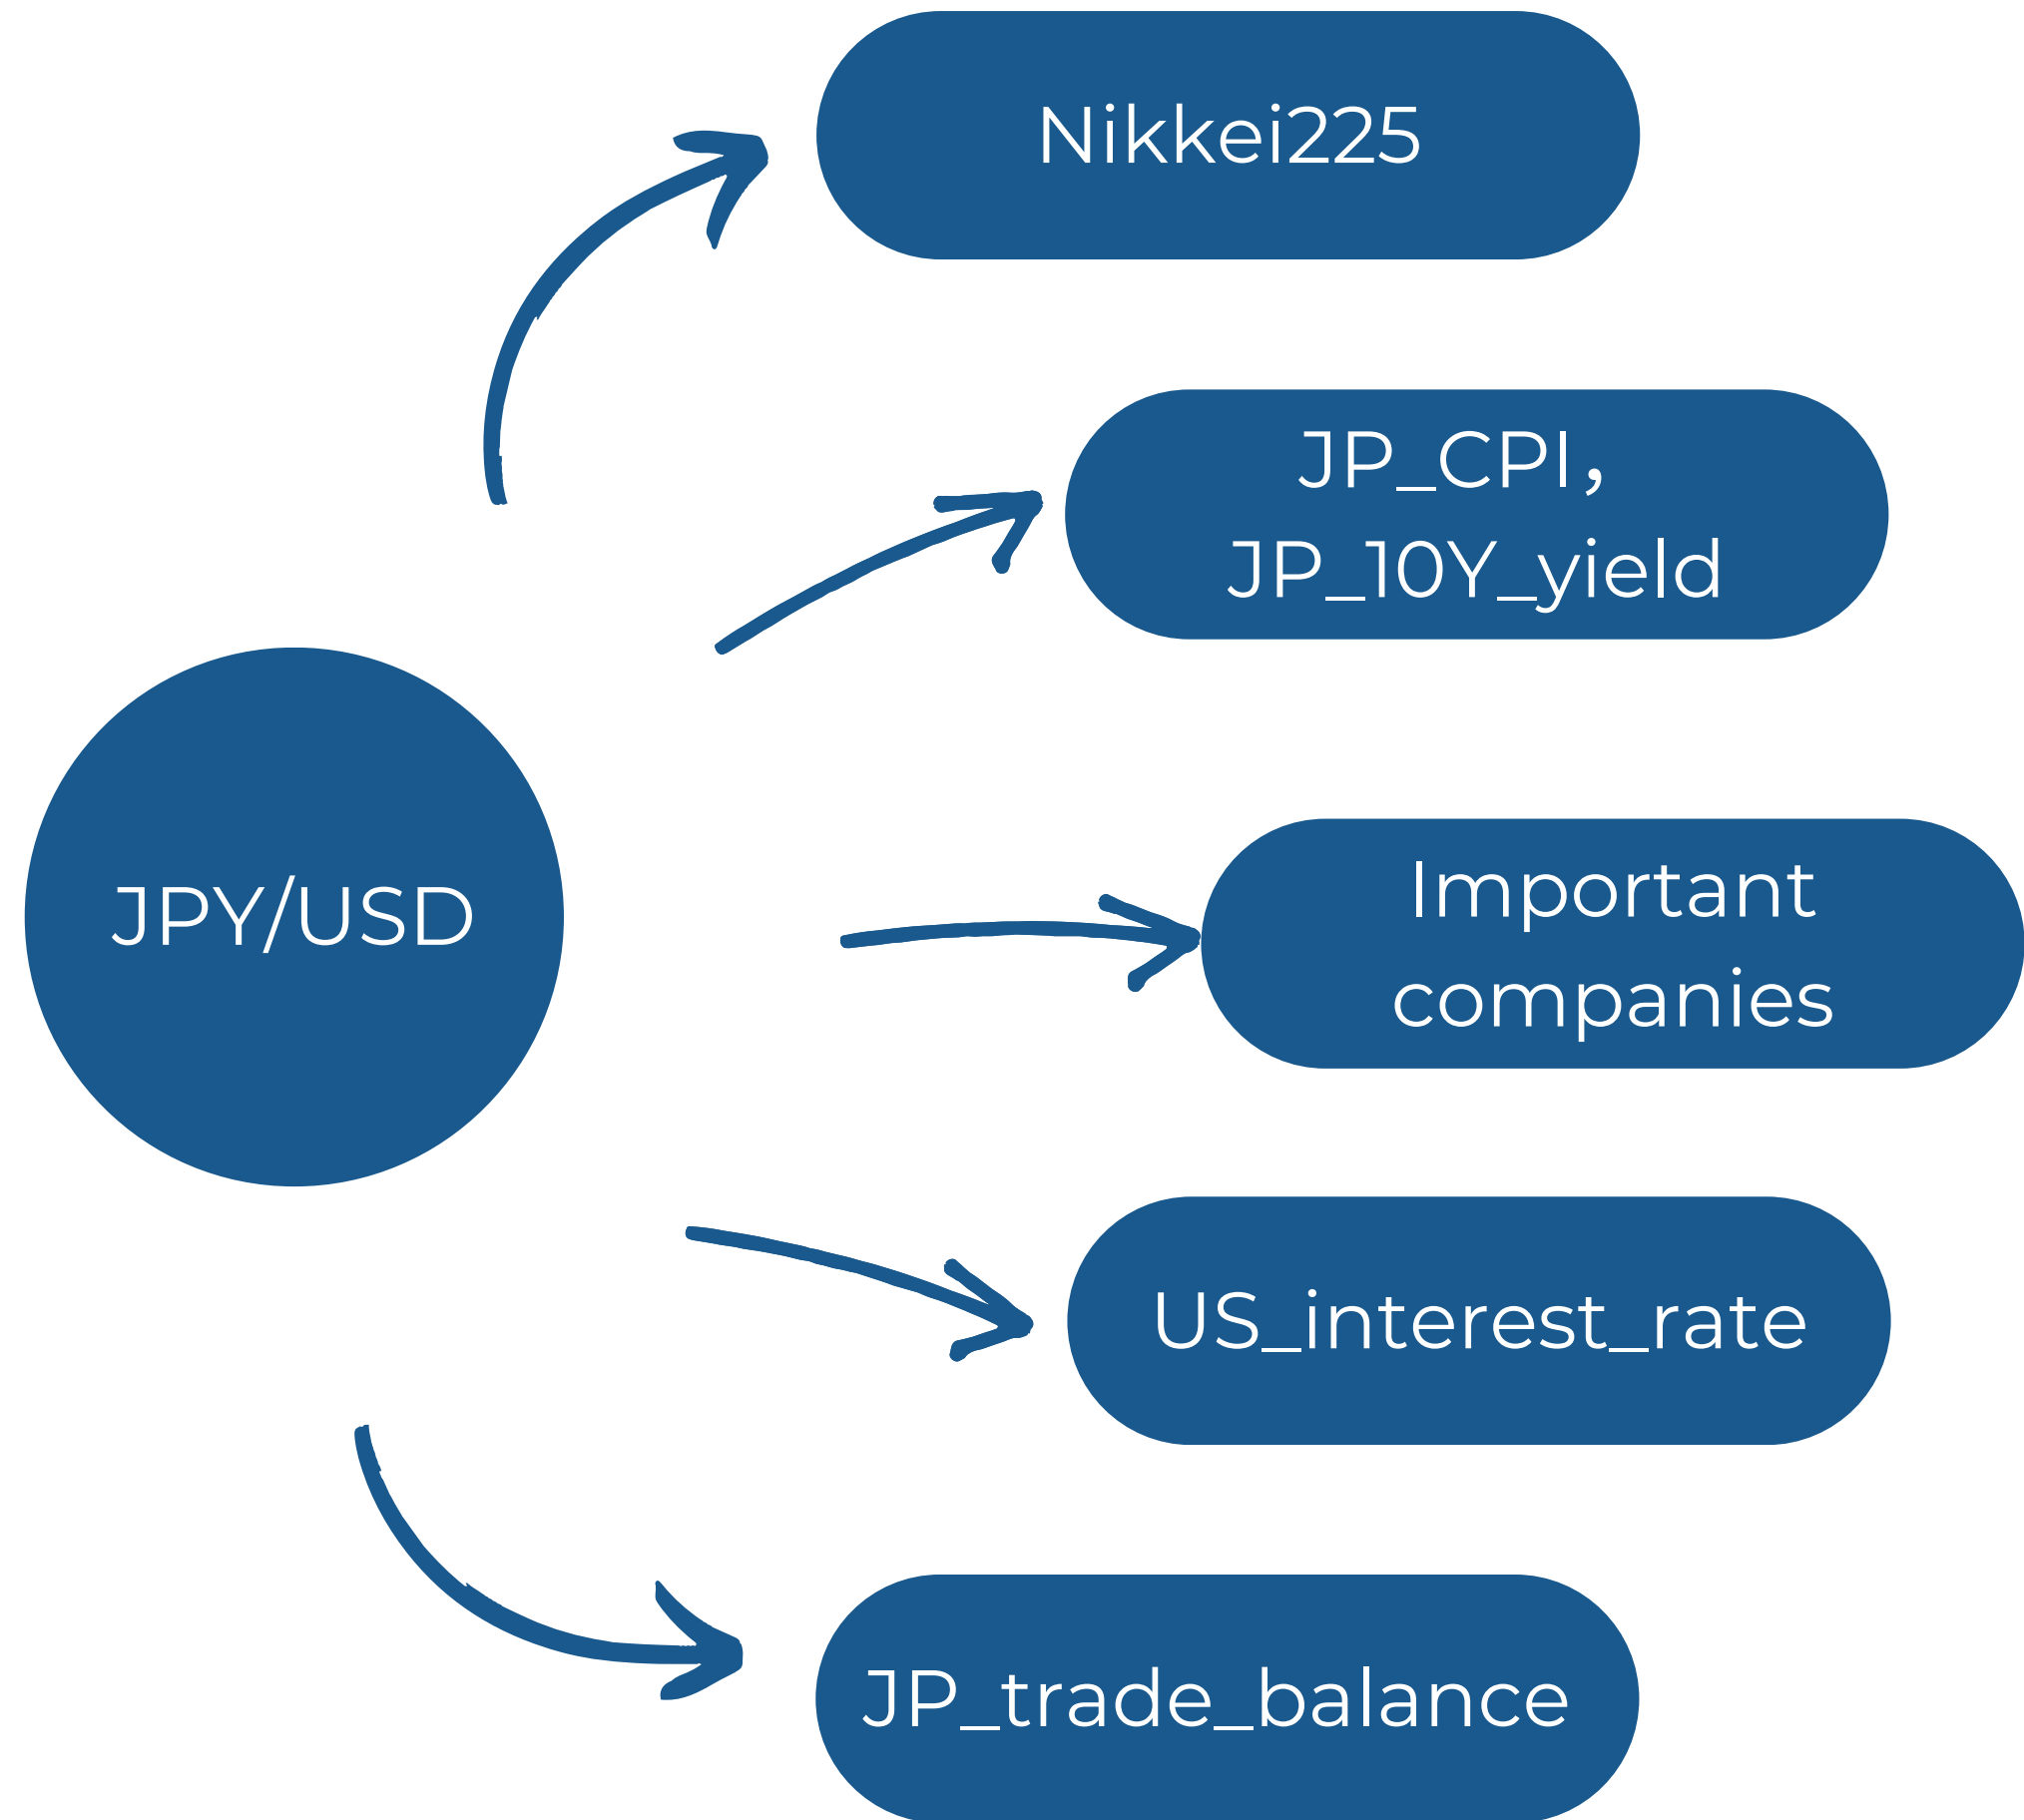 Nikkei225
JP_CPI,
JP_10Y_yield
JPY/USD
Important
companies
US_interest_rate
JP_trade_balance